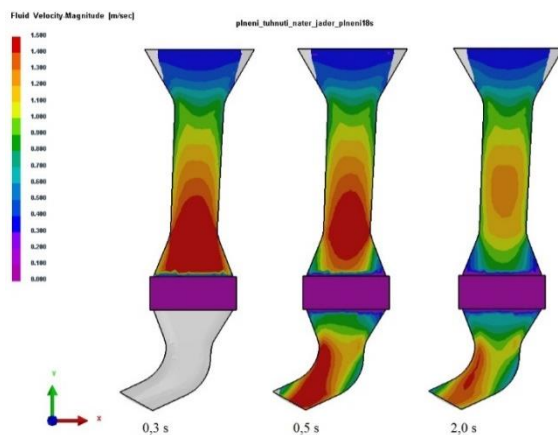 Fluid Velocity-Magnitude [m/sec]
plneni_tuhnuti_nater_jader_plneni18s
1.500
1.400
1.300
1.200
1.100
1.000
0.900
0.800
0.700
0.600
0.500
0.400
0.300
0.200
0.100
0.000
Y
X
0,3 s
0,5 s
2,0 s